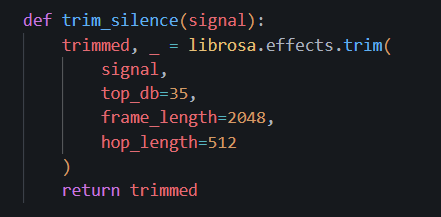 def trim_silence(signal):
    trimmed, _ = librosa.effects.trim(
        signal,
        top_db=35,
        frame_length=2048,
        hop_length=512
    )
    return trimmed